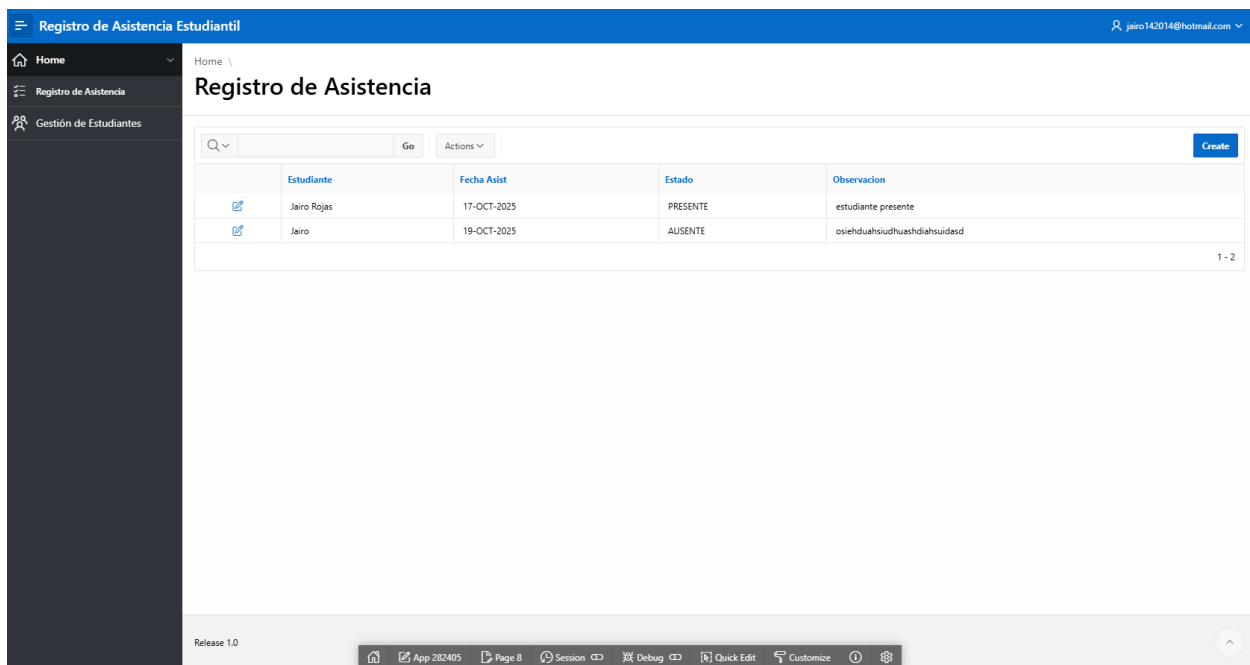 Registro de Asistencia Estudiantil
jairo142014@hotmail.com
Home
Registro de Asistencia
Gestión de Estudiantes
Home \
Registro de Asistencia
Go Actions Create
Estudiante Fecha Asist Estado Observacion
Jairo Rojas 17-OCT-2025 PRESENTE estudiante presente
Jairo 19-OCT-2025 AUSENTE osiehduahsiudhuashdiahsuidasd
1 - 2
Release 1.0
App 282405 Page 8 Session Debug Quick Edit Customize